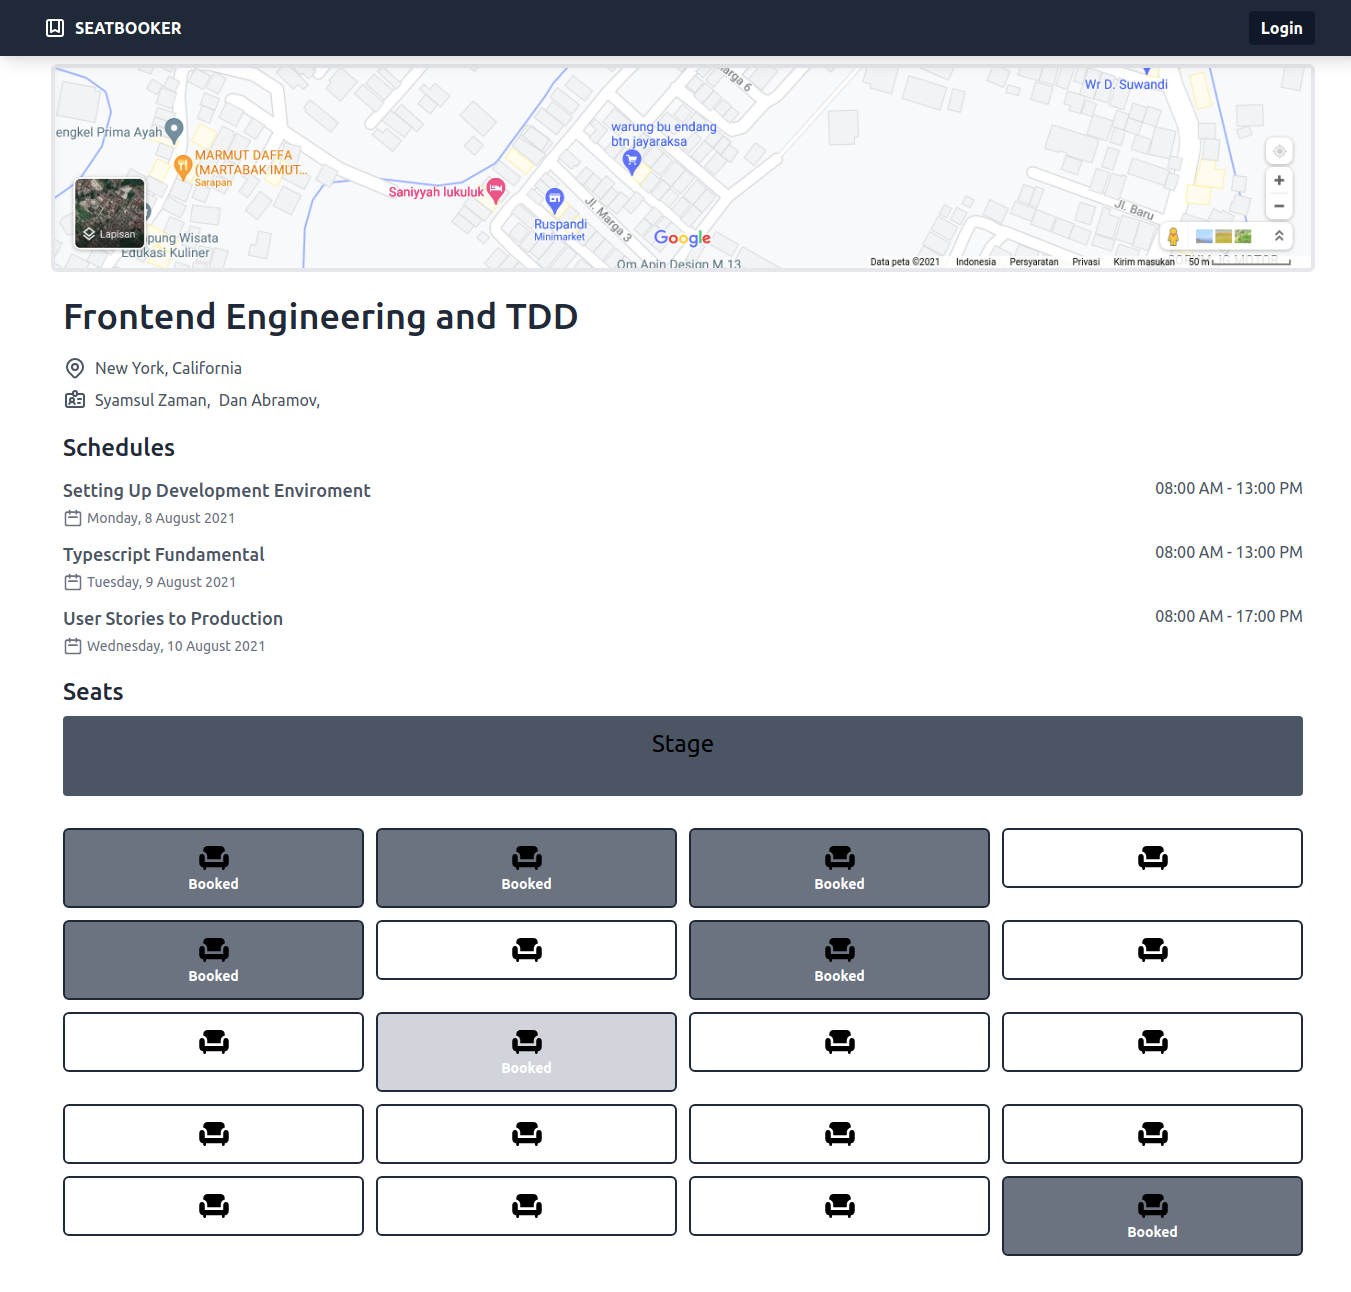 SEATBOOKER
Login
arga 6
Wr D. Suwandi
engkel Prima Ayah
warung bu endang
btn jayaraksa
MARMUT DAFFA
(MARTABAK IMUT...
Sarapan
Saniyyah lukuluk
Jl. Marga 3
Ruspandi
Minimarket
Jl. Baru
Lapisan
pung Wisata
Edukasi Kuliner
Google
Om Apin Design M.13
Data peta ©2021 Indonesia Persyaratan Privasi Kirim masukan 50 m
Frontend Engineering and TDD
New York, California
Syamsul Zaman, Dan Abramov,
Schedules
Setting Up Development Enviroment 08:00 AM - 13:00 PM
Monday, 8 August 2021
Typescript Fundamental 08:00 AM - 13:00 PM
Tuesday, 9 August 2021
User Stories to Production 08:00 AM - 17:00 PM
Wednesday, 10 August 2021
Seats
Stage
Booked Booked Booked
Booked Booked
Booked
Booked